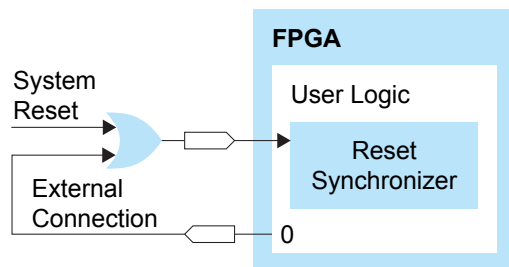 FPGA
System
Reset
User Logic
Reset
Synchronizer
External
Connection
0